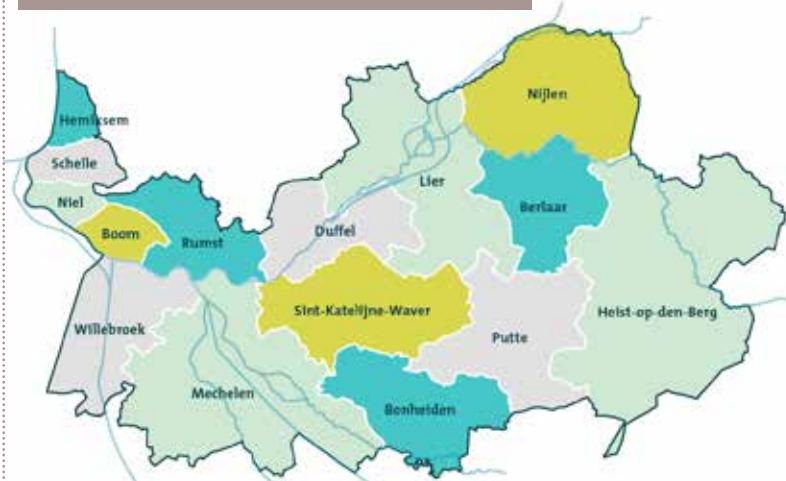 Nijlen
Hemiksem
Schelle
Lier
Niel
Berlaar
Boom
Rumst
Duffel
Sint-Katelijne-Waver
Heist-op-den-Berg
Willebroek
Putte
Mechelen
Bonheiden